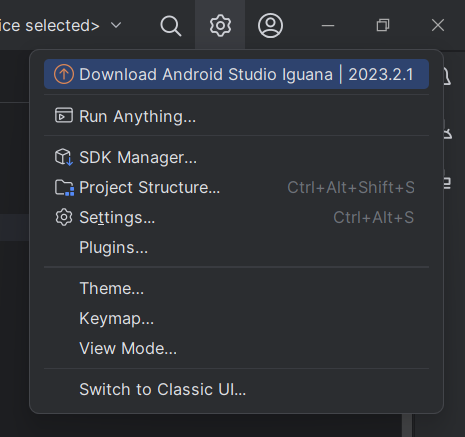 ice selected>
Download Android Studio Iguana | 2023.2.1
Run Anything...
SDK Manager...
Project Structure... Ctrl+Alt+Shift+S
Settings... Ctrl+Alt+S
Plugins...
Theme...
Keymap...
View Mode...
Switch to Classic UI...